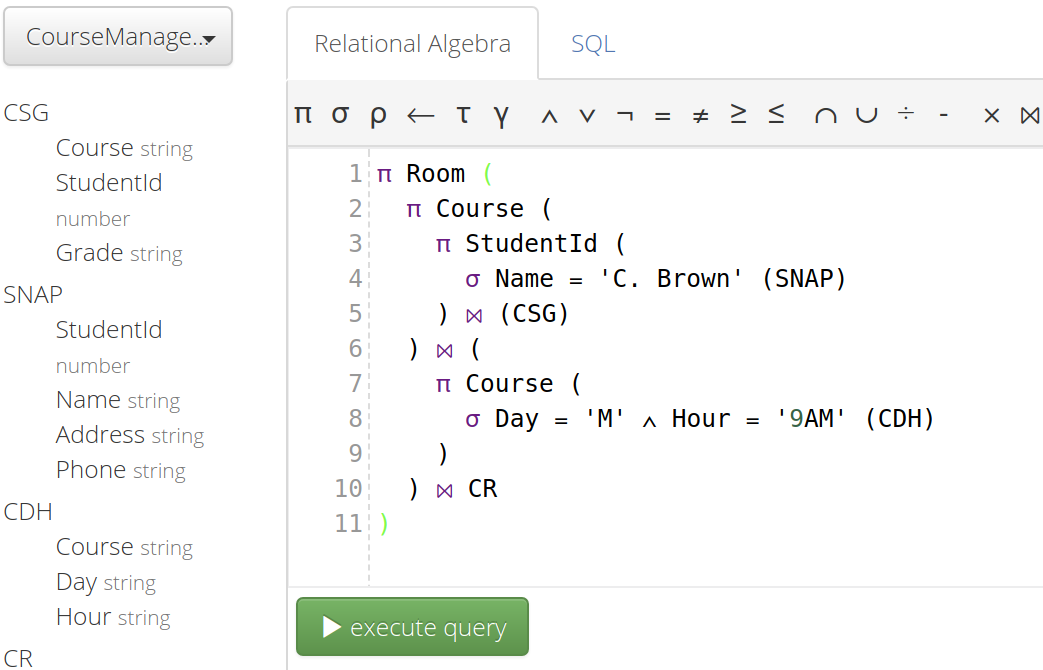 CourseManage...
CSG
Course string
StudentId
number
Grade string
SNAP
StudentId
number
Name string
Address string
Phone string
CDH
Course string
Day string
Hour string
CR
Relational Algebra SQL
π σ ρ ← τ γ ∧ ∨ ¬ = ≠ ≥ ≤ ∩ ∪ ÷ - × ⋈
1 π Room (
2 π Course (
3 π StudentId (
4 σ Name = 'C. Brown' (SNAP)
5 ) ⋈ (CSG)
6 ) ⋈ (
7 π Course (
8 σ Day = 'M' ∧ Hour = '9AM' (CDH)
9 )
10 ) ⋈ CR
11 )
execute query